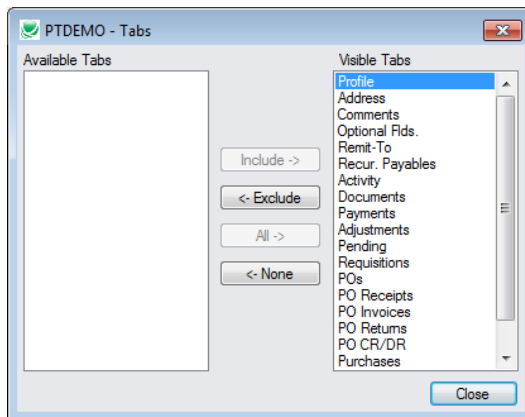 PTDEMO - Tabs
Available Tabs
Visible Tabs
Profile
Address
Comments
Optional Flds.
Remit-To
Recur. Payables
Activity
Documents
Payments
Adjustments
Pending
Requisitions
POs
PO Receipts
PO Invoices
PO Returns
PO CR/DR
Purchases
Include ->
<- Exclude
All ->
<- None
Close